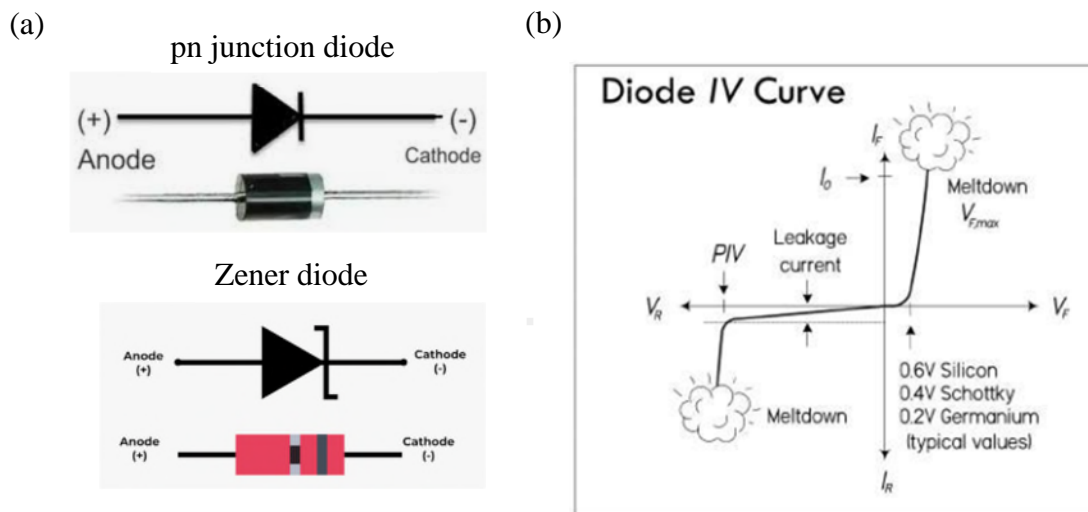 (a)
pn junction diode
(+)
(-)
Anode
Cathode
Zener diode
Anode
(+)
Cathode
(-)
Anode
(+)
Cathode
(-)
(b)
Diode IV Curve
I_F
I_o
Meltdown
V_F,max
PIV
Leakage
current
V_R
V_F
0.6V Silicon
0.4V Schottky
0.2V Germanium
(typical values)
Meltdown
I_R